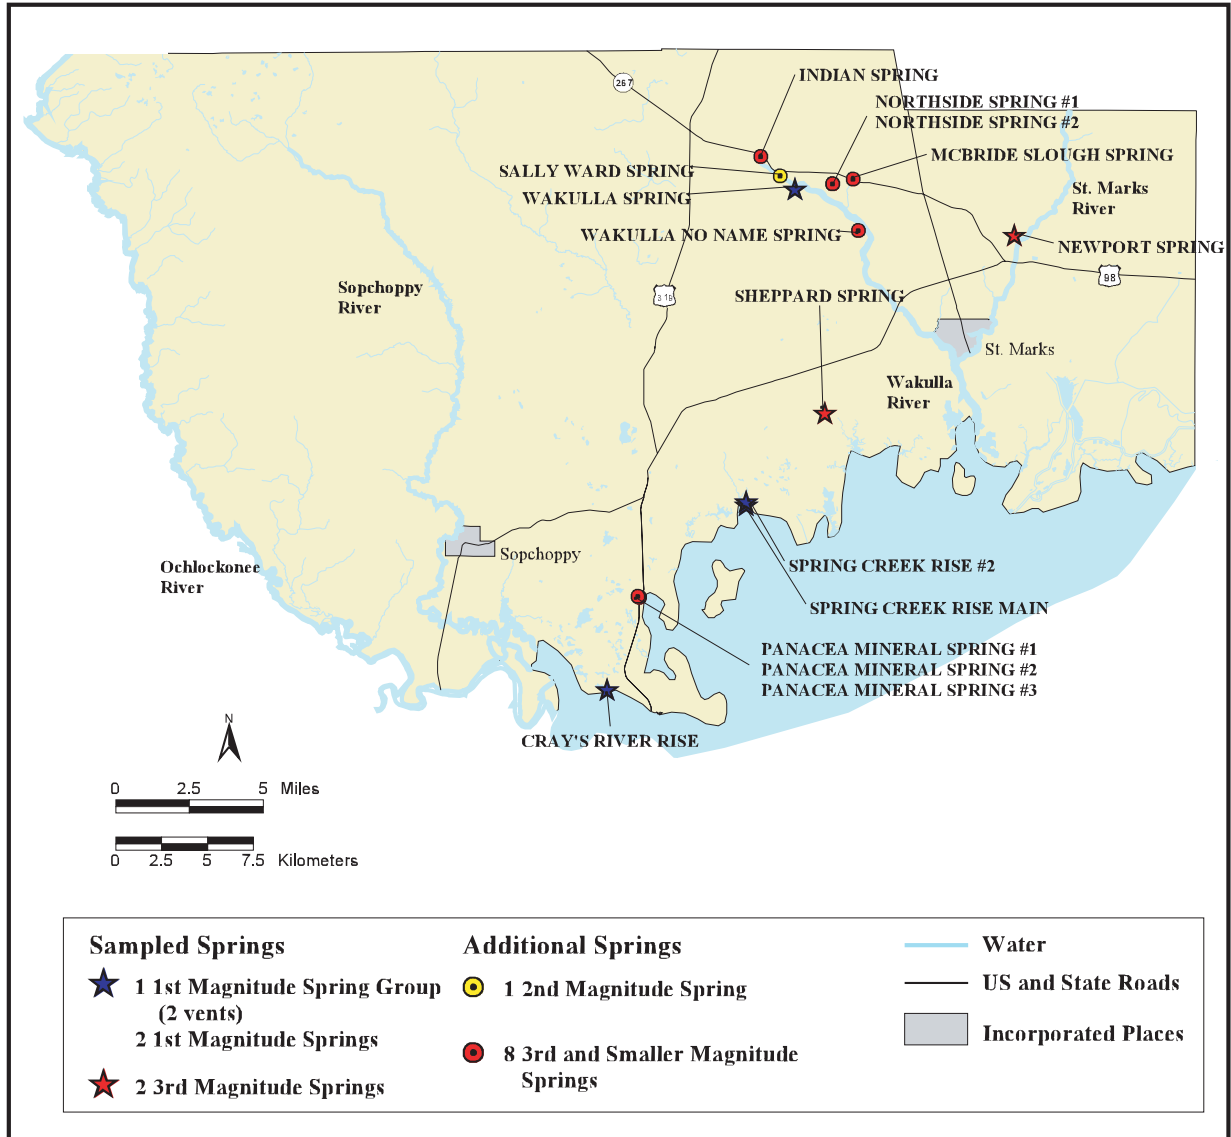 267
INDIAN SPRING
NORTHSIDE SPRING #1
NORTHSIDE SPRING #2
MCBRIDE SLOUGH SPRING
SALLY WARD SPRING
WAKULLA SPRING
St. Marks
River
WAKULLA NO NAME SPRING
NEWPORT SPRING
98
Sopchoppy
River
319
SHEPPARD SPRING
St. Marks
Wakulla
River
Sopchoppy
Ochlockonee
River
SPRING CREEK RISE #2
SPRING CREEK RISE MAIN
PANACEA MINERAL SPRING #1
PANACEA MINERAL SPRING #2
PANACEA MINERAL SPRING #3
CRAY'S RIVER RISE
N
0 2.5 5 Miles
0 2.5 5 7.5 Kilometers
Sampled Springs
1 1st Magnitude Spring Group
(2 vents)
2 1st Magnitude Springs
2 3rd Magnitude Springs
Additional Springs
1 2nd Magnitude Spring
8 3rd and Smaller Magnitude
Springs
Water
US and State Roads
Incorporated Places